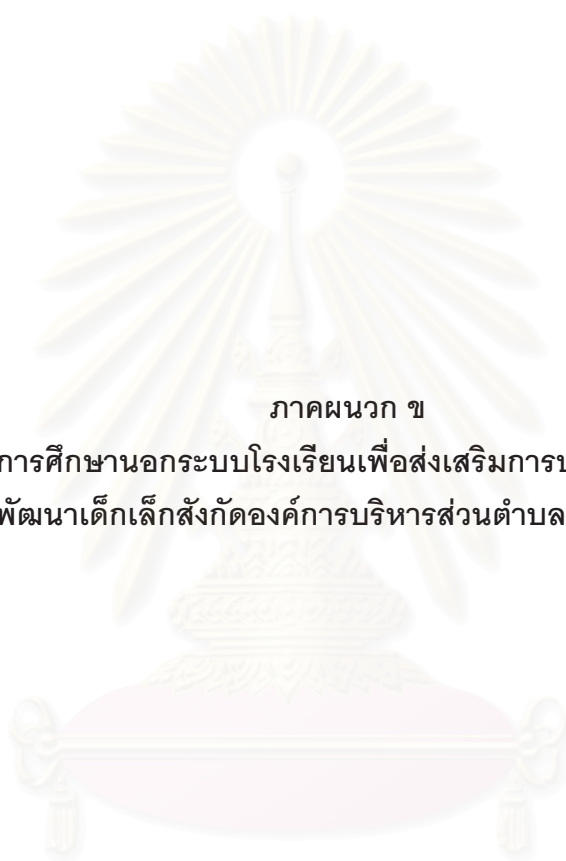 ภาคผนวก ข
การศึกษานอกระบบโรงเรียนเพื่อส่งเสริมการ
พัฒนาเด็กเล็กสังกัดองค์การบริหารส่วนตำบล